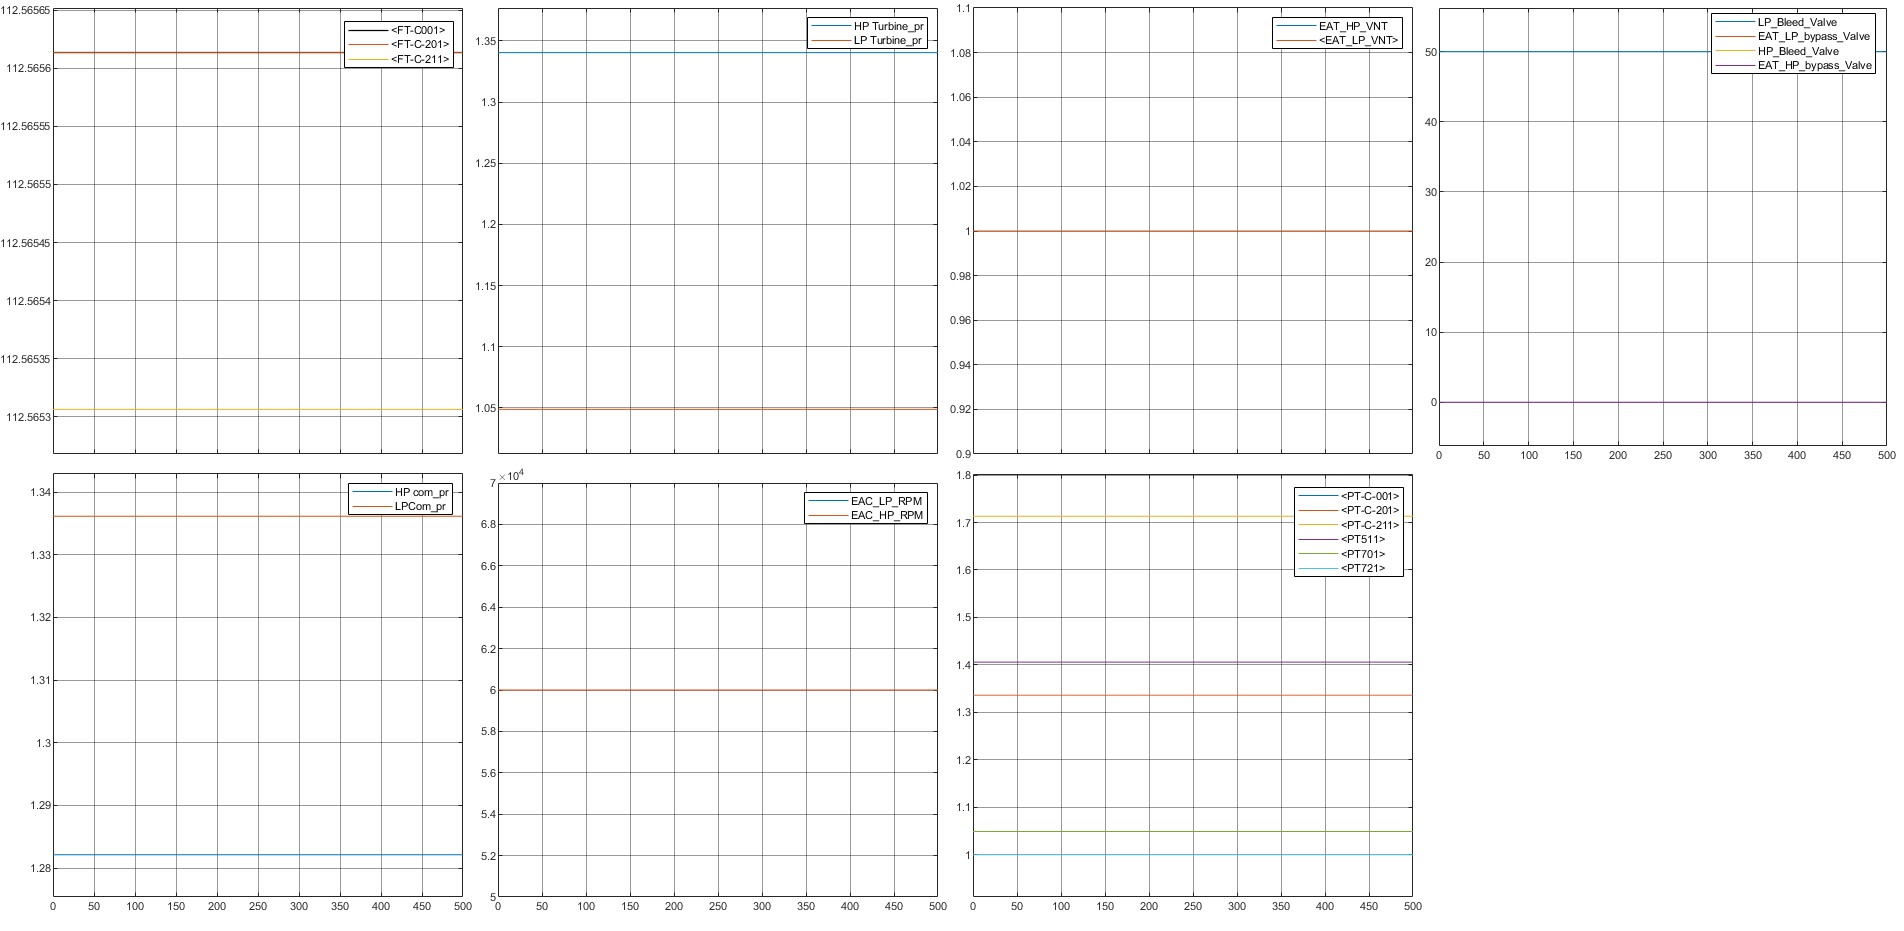 112.56565
112.5656
112.56555
112.5655
112.56545
112.5654
112.56535
112.5653
<FT-C001>
<FT-C-201>
<FT-C-211>
1.35
1.3
1.25
1.2
1.15
1.1
1.05
HP Turbine_pr
LP Turbine_pr
1.1
1.08
1.06
1.04
1.02
1
0.98
0.96
0.94
0.92
0.9
EAT_HP_VNT
<EAT_LP_VNT>
50
40
30
20
10
0
LP_Bleed_Valve
EAT_LP_bypass_Valve
HP_Bleed_Valve
EAT_HP_bypass_Valve
0 50 100 150 200 250 300 350 400 450 500
1.34
1.33
1.32
1.31
1.3
1.29
1.28
HP com_pr
LPCom_pr
0 50 100 150 200 250 300 350 400 450 500
×10^4
7
6.8
6.6
6.4
6.2
6
5.8
5.6
5.4
5.2
5
EAC_LP_RPM
EAC_HP_RPM
0 50 100 150 200 250 300 350 400 450 500
1.8
1.7
1.6
1.5
1.4
1.3
1.2
1.1
1
<PT-C-001>
<PT-C-201>
<PT-C-211>
<PT511>
<PT701>
<PT721>
0 50 100 150 200 250 300 350 400 450 500